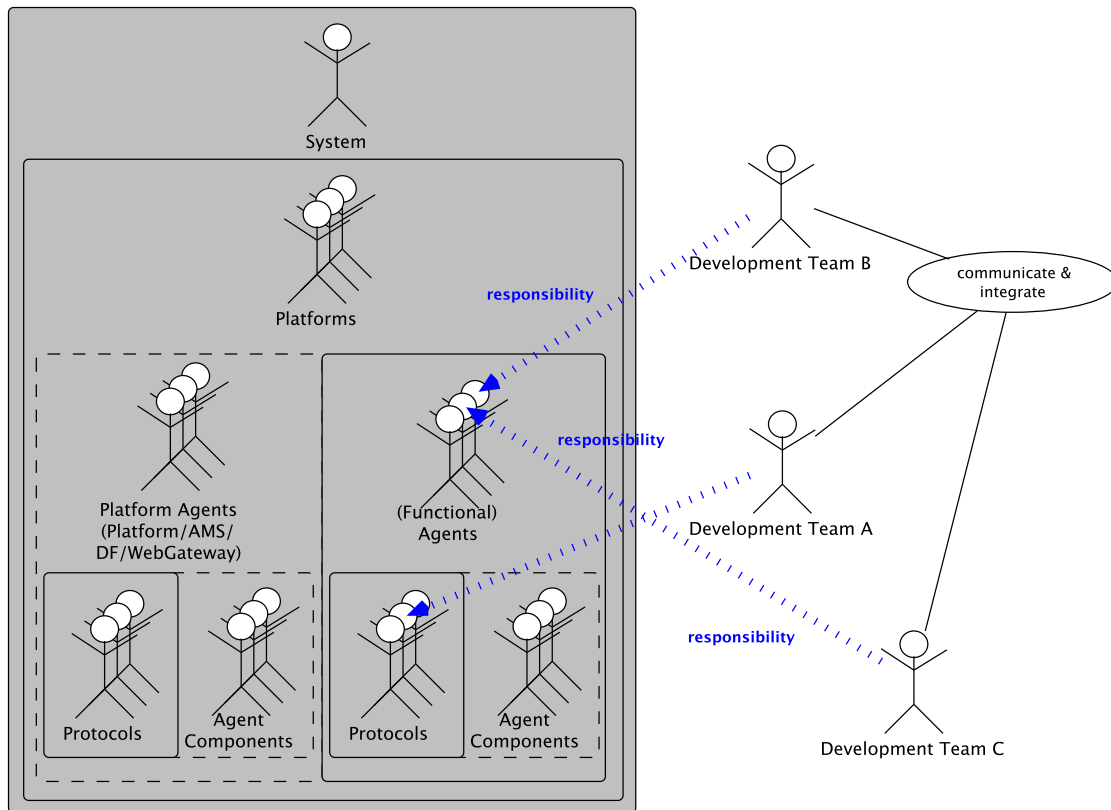 System
Platforms
Platform Agents
(Platform/AMS/
DF/WebGateway)
(Functional)
Agents
Protocols
Agent
Components
Protocols
Agent
Components
responsibility
responsibility
responsibility
Development Team B
communicate &
integrate
Development Team A
Development Team C